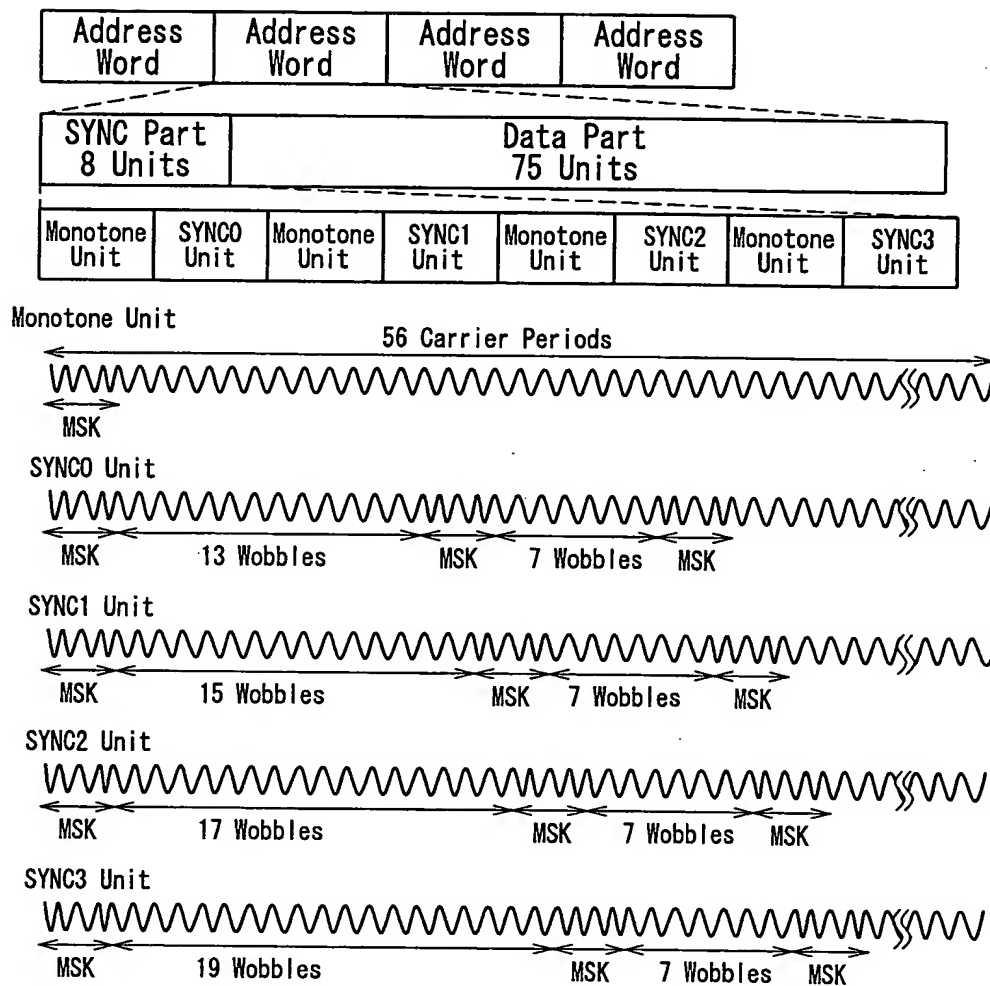 Address Word
Address Word
Address Word
Address Word
SYNC Part
8 Units
Data Part
75 Units
Monotone Unit
SYNC0 Unit
Monotone Unit
SYNC1 Unit
Monotone Unit
SYNC2 Unit
Monotone Unit
SYNC3 Unit
Monotone Unit
56 Carrier Periods
MSK
SYNC0 Unit
MSK 13 Wobbles MSK 7 Wobbles MSK
SYNC1 Unit
MSK 15 Wobbles MSK 7 Wobbles MSK
SYNC2 Unit
MSK 17 Wobbles MSK 7 Wobbles MSK
SYNC3 Unit
MSK 19 Wobbles MSK 7 Wobbles MSK